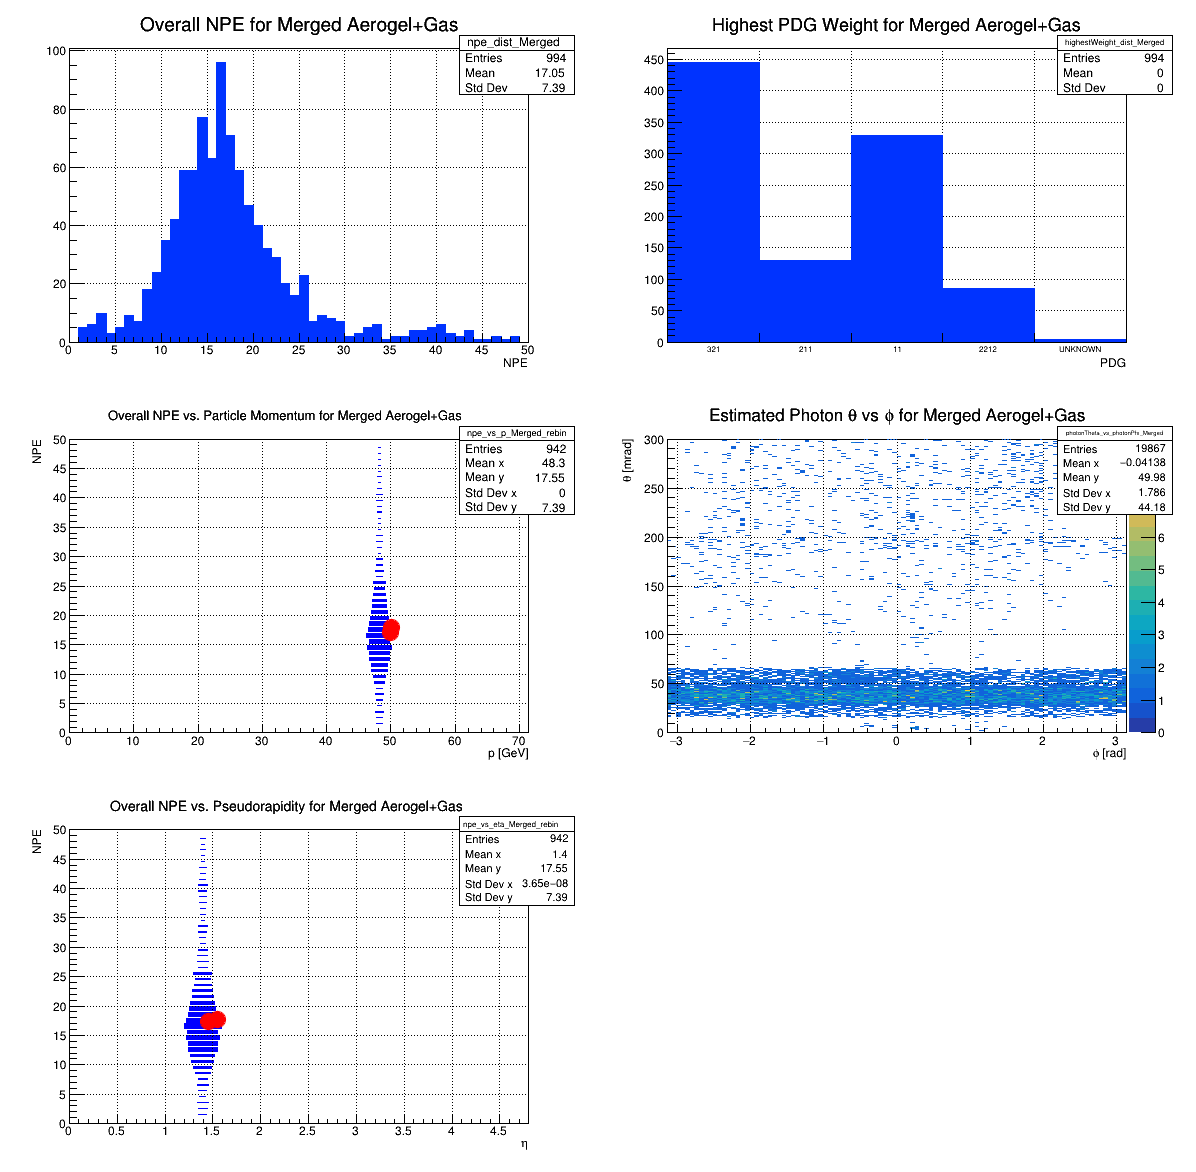 Overall NPE for Merged Aerogel+Gas
npe_dist_Merged
Entries 994
Mean 17.05
Std Dev 7.39
100
80
60
40
20
0
0 5 10 15 20 25 30 35 40 45 50
NPE
Highest PDG Weight for Merged Aerogel+Gas
highestWeight_dist_Merged
Entries 994
Mean 0
Std Dev 0
450
400
350
300
250
200
150
100
50
0
321 211 11 2212 UNKNOWN
PDG
Overall NPE vs. Particle Momentum for Merged Aerogel+Gas
npe_vs_p_Merged_rebin
Entries 942
Mean x 48.3
Mean y 17.55
Std Dev x 0
Std Dev y 7.39
NPE
50
45
40
35
30
25
20
15
10
5
0
0 10 20 30 40 50 60 70
p [GeV]
Estimated Photon θ vs ϕ for Merged Aerogel+Gas
photonTheta_vs_photonPhi_Merged
Entries 19867
Mean x −0.04138
Mean y 49.98
Std Dev x 1.786
Std Dev y 44.18
θ [mrad]
300
250
200
150
100
50
0
−3 −2 −1 0 1 2 3
ϕ [rad]
6
5
4
3
2
1
0
Overall NPE vs. Pseudorapidity for Merged Aerogel+Gas
npe_vs_eta_Merged_rebin
Entries 942
Mean x 1.4
Mean y 17.55
Std Dev x 3.65e−08
Std Dev y 7.39
NPE
50
45
40
35
30
25
20
15
10
5
0
0 0.5 1 1.5 2 2.5 3 3.5 4 4.5
η